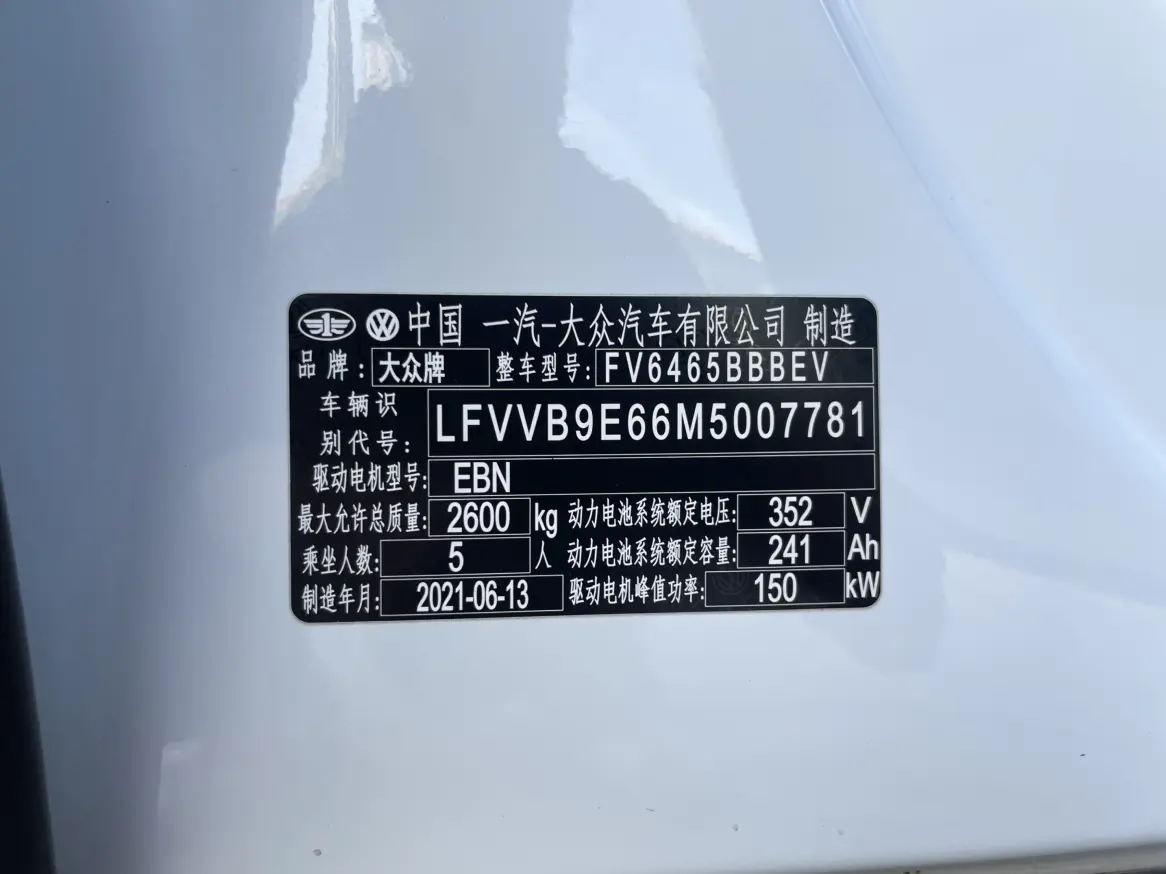 中国 一汽-大众汽车有限公司 制造
品牌: 大众牌 整车型号: FV6465BBBEV
车辆识别代号: LFVVB9E66M5007781
驱动电机型号: EBN
最大允许总质量: 2600 kg 动力电池系统额定电压: 352 V
乘坐人数: 5 人 动力电池系统额定容量: 241 Ah
制造年月: 2021-06-13 驱动电机峰值功率: 150 kW